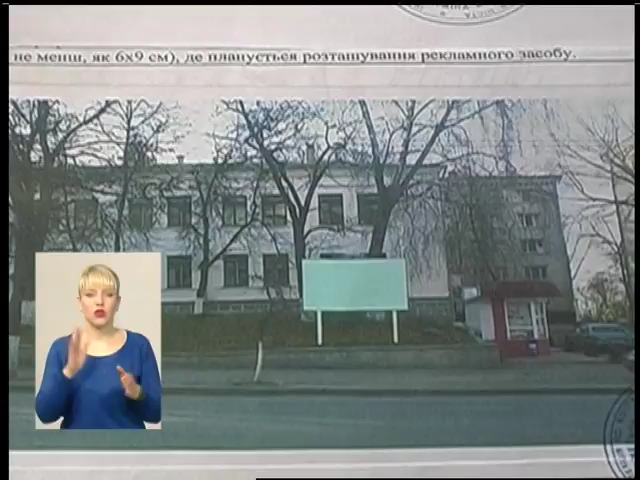 не менш, як 6х9 см), де планується розташування рекламного засобу.